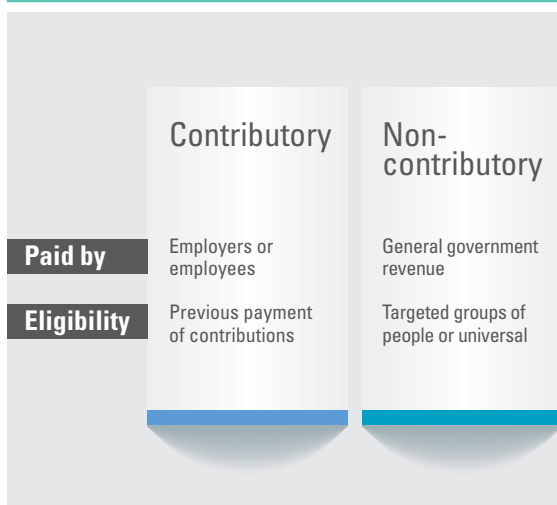 Contributory
Non-
contributory
Paid by
Employers or
employees
General government
revenue
Eligibility
Previous payment
of contributions
Targeted groups of
people or universal